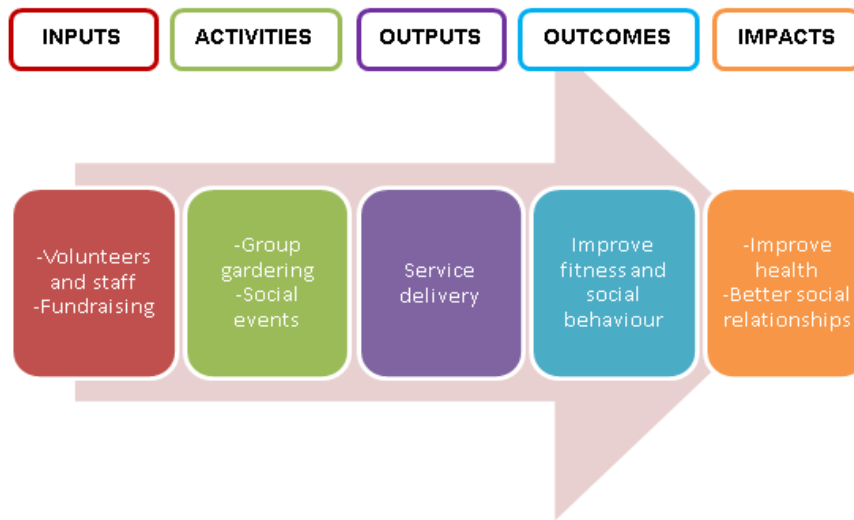 INPUTS
ACTIVITIES
OUTPUTS
OUTCOMES
IMPACTS
-Volunteers
and staff
-Fundraising
-Group
gardering
-Social
events
Service
delivery
Improve
fitness and
social
behaviour
-Improve
health
-Better social
relationships